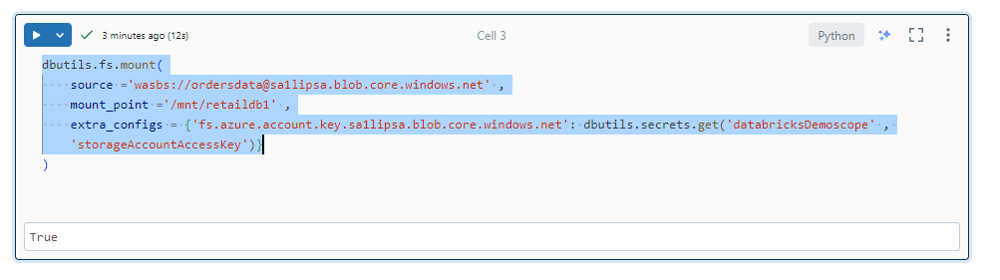 3 minutes ago (12s)
Cell 3
Python
dbutils.fs.mount(
    source ='wasbs://ordersdata@sa1lipsa.blob.core.windows.net' ,
    mount_point ='/mnt/retaildb1' ,
    extra_configs = {'fs.azure.account.key.sa1lipsa.blob.core.windows.net': dbutils.secrets.get('databricksDemoscope' ,
    'storageAccountAccessKey')}
)
True